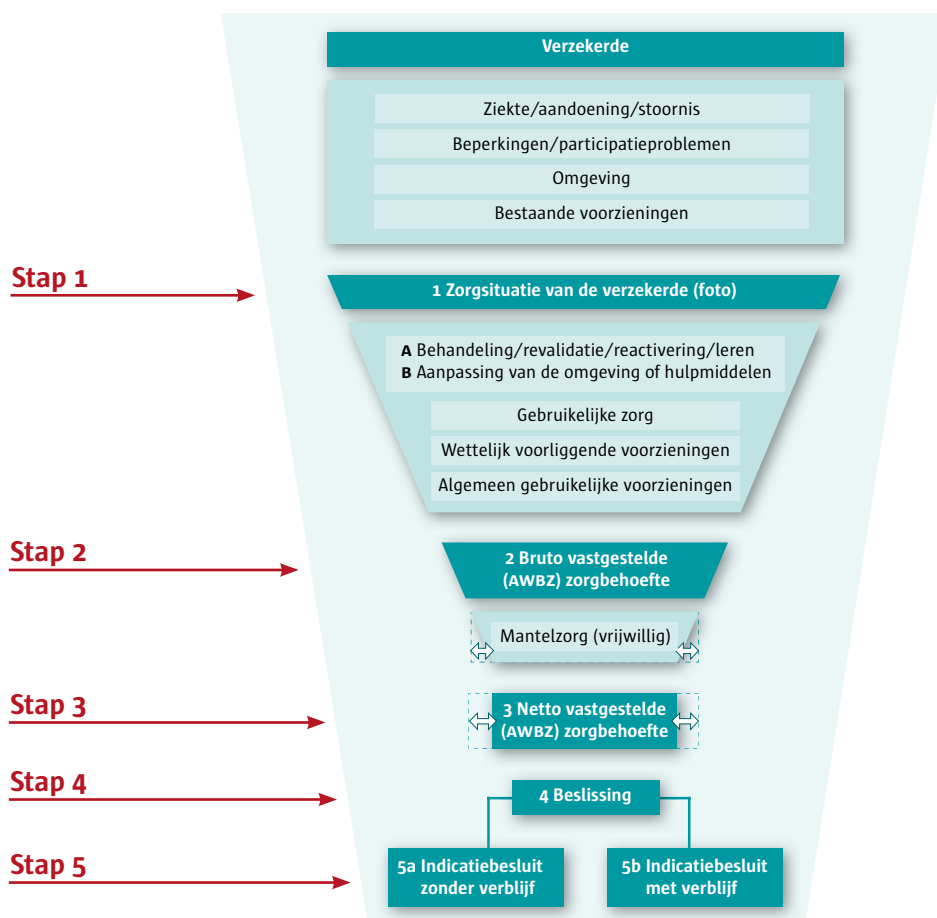 Verzekerde
Ziekte/aandoening/stoornis
Beperkingen/participatieproblemen
Omgeving
Bestaande voorzieningen
Stap 1
1 Zorgsituatie van de verzekerde (foto)
A Behandeling/revalidatie/reactivering/leren
B Aanpassing van de omgeving of hulpmiddelen
Gebruikelijke zorg
Wettelijk voorliggende voorzieningen
Algemeen gebruikelijke voorzieningen
Stap 2
2 Bruto vastgestelde
(AWBZ) zorgbehoefte
Mantelzorg (vrijwillig)
Stap 3
3 Netto vastgestelde
(AWBZ) zorgbehoefte
Stap 4
4 Beslissing
Stap 5
5a Indicatiebesluit
zonder verblijf
5b Indicatiebesluit
met verblijf